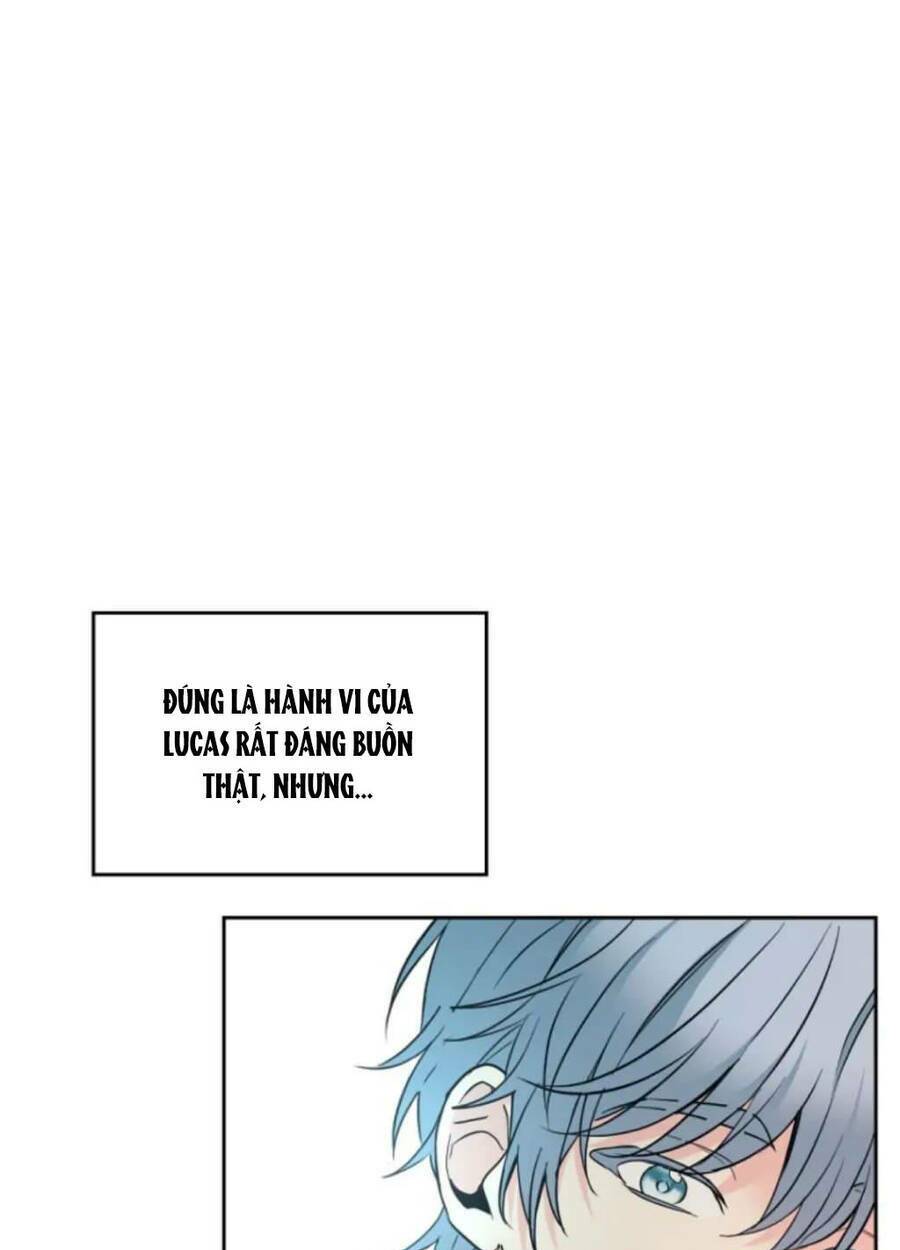 ĐÚNG LÀ HÀNH VI CỦA
LUCAS RẤT ĐÁNG BUỒN
THẬT, NHƯNG...